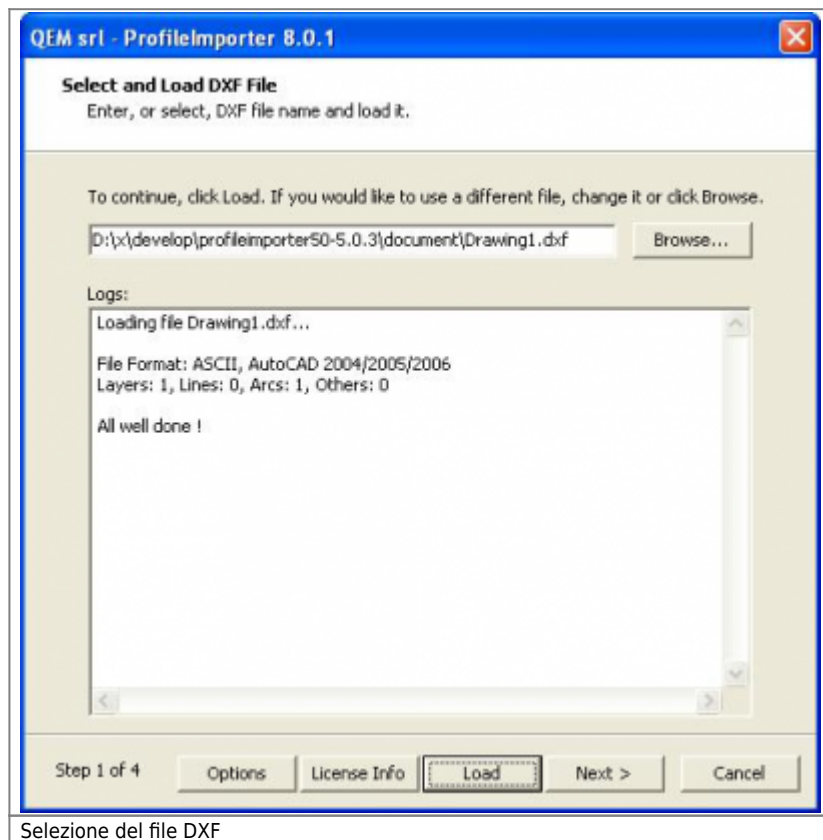 QEM srl - ProfileImporter 8.0.1
Select and Load DXF File
Enter, or select, DXF file name and load it.
To continue, click Load. If you would like to use a different file, change it or click Browse.
D:\x\develop\profileimporter50-5.0.3\document\Drawing1.dxf
Browse...
Logs:
Loading file Drawing1.dxf...
File Format: ASCII, AutoCAD 2004/2005/2006
Layers: 1, Lines: 0, Arcs: 1, Others: 0
All well done !
Step 1 of 4 Options License Info Load Next > Cancel
Selezione del file DXF